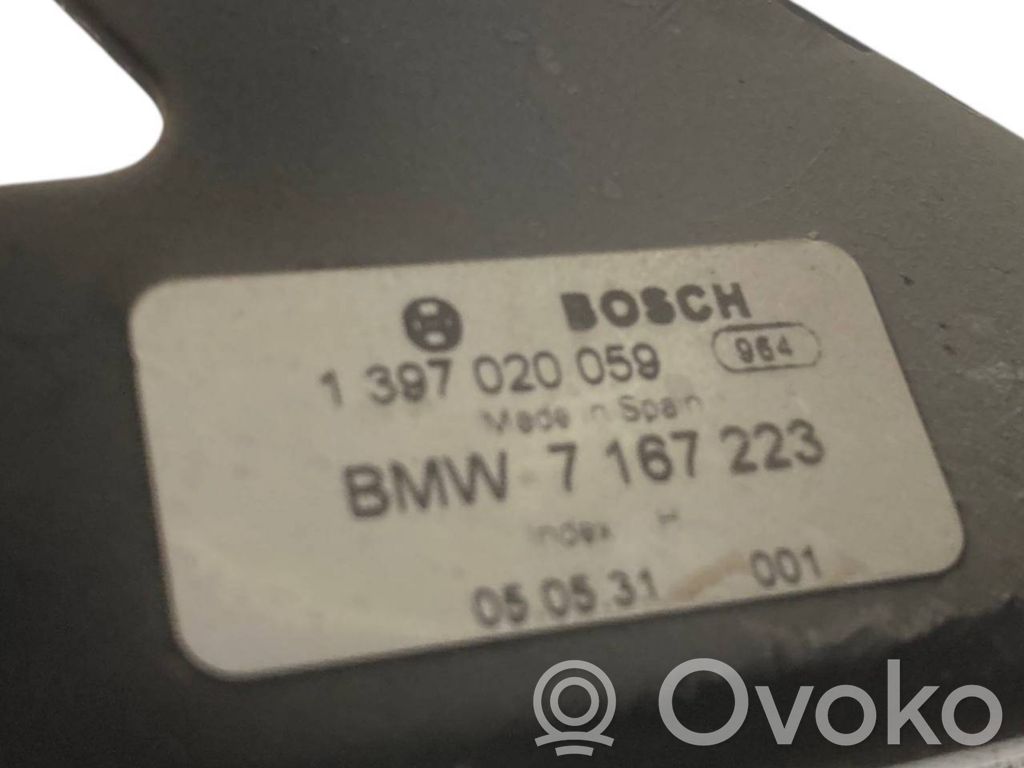 BOSCH
1 397 020 059 964
Made in Spain
BMW 7 167 223
Index H
05.05.31 001
Ovoko